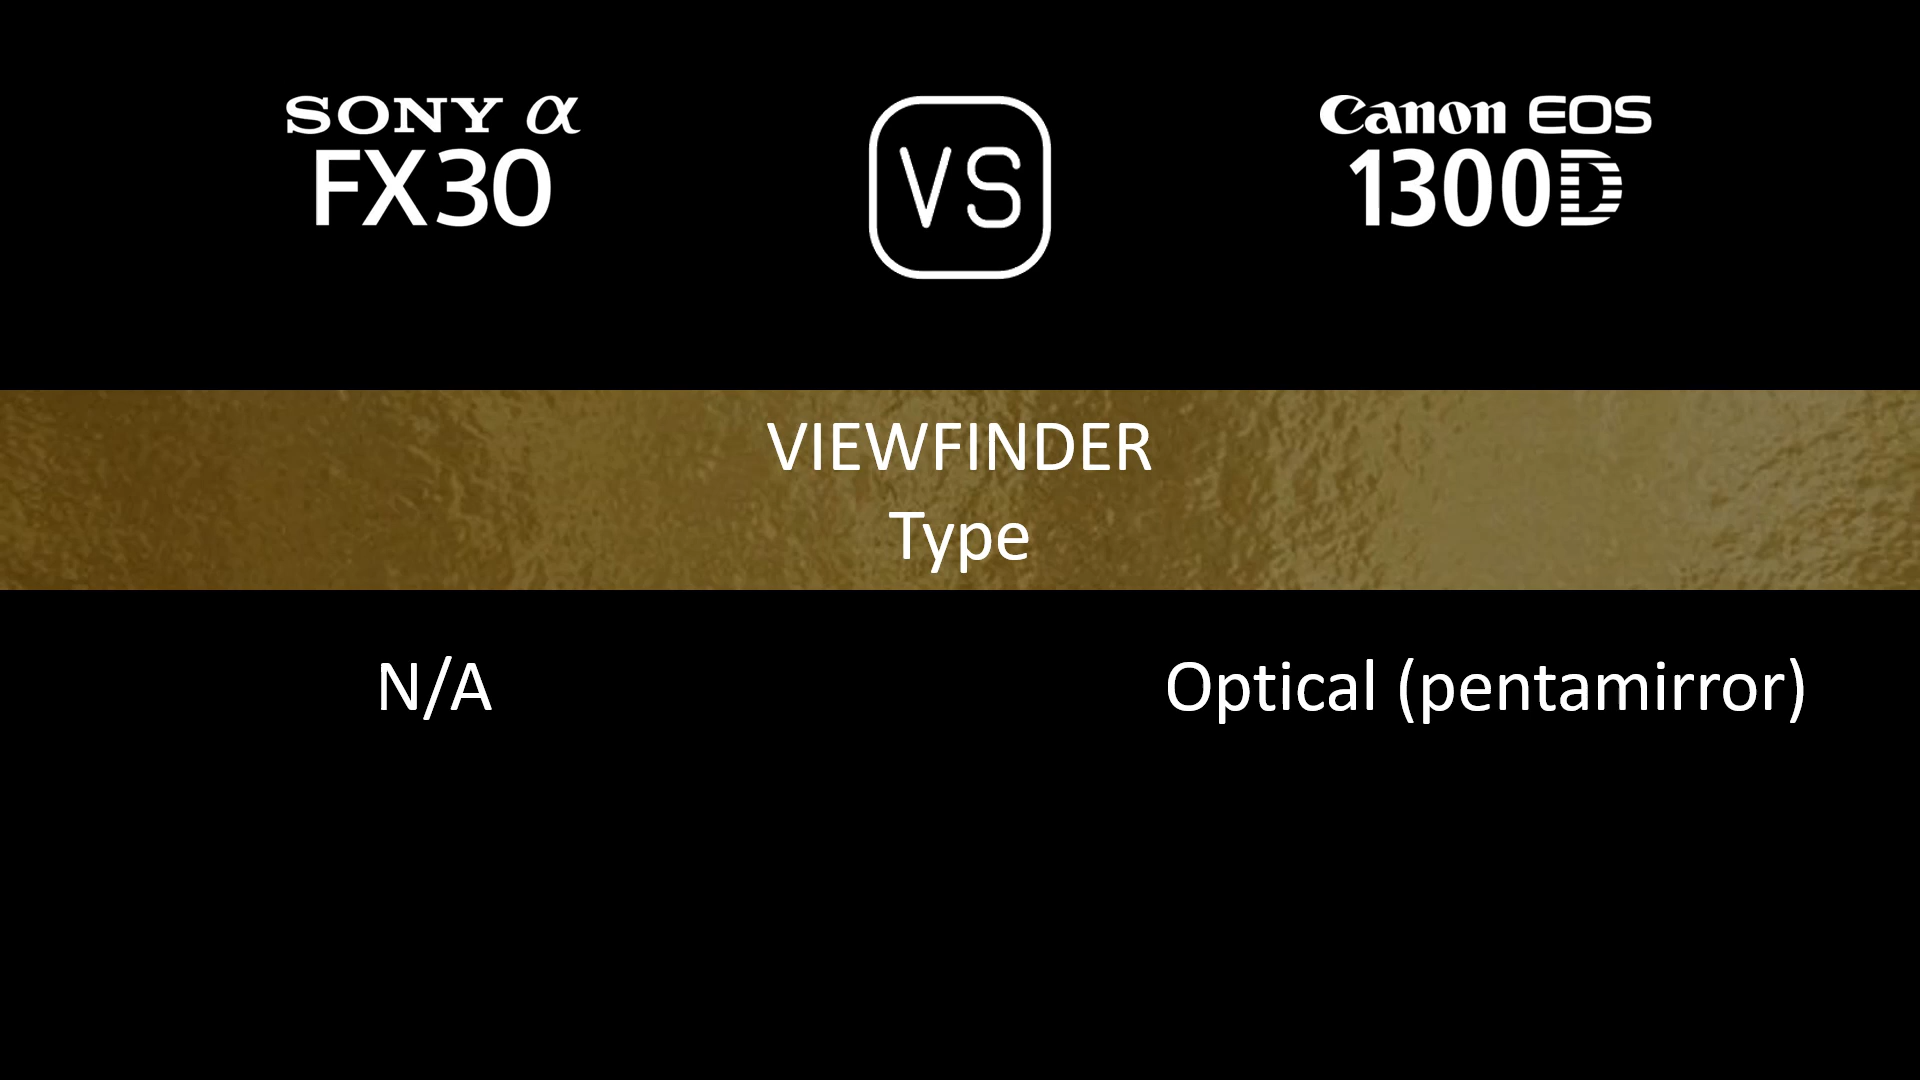 SONY α
FX30
VS
Canon EOS
1300D
VIEWFINDER
Type
N/A
Optical (pentamirror)